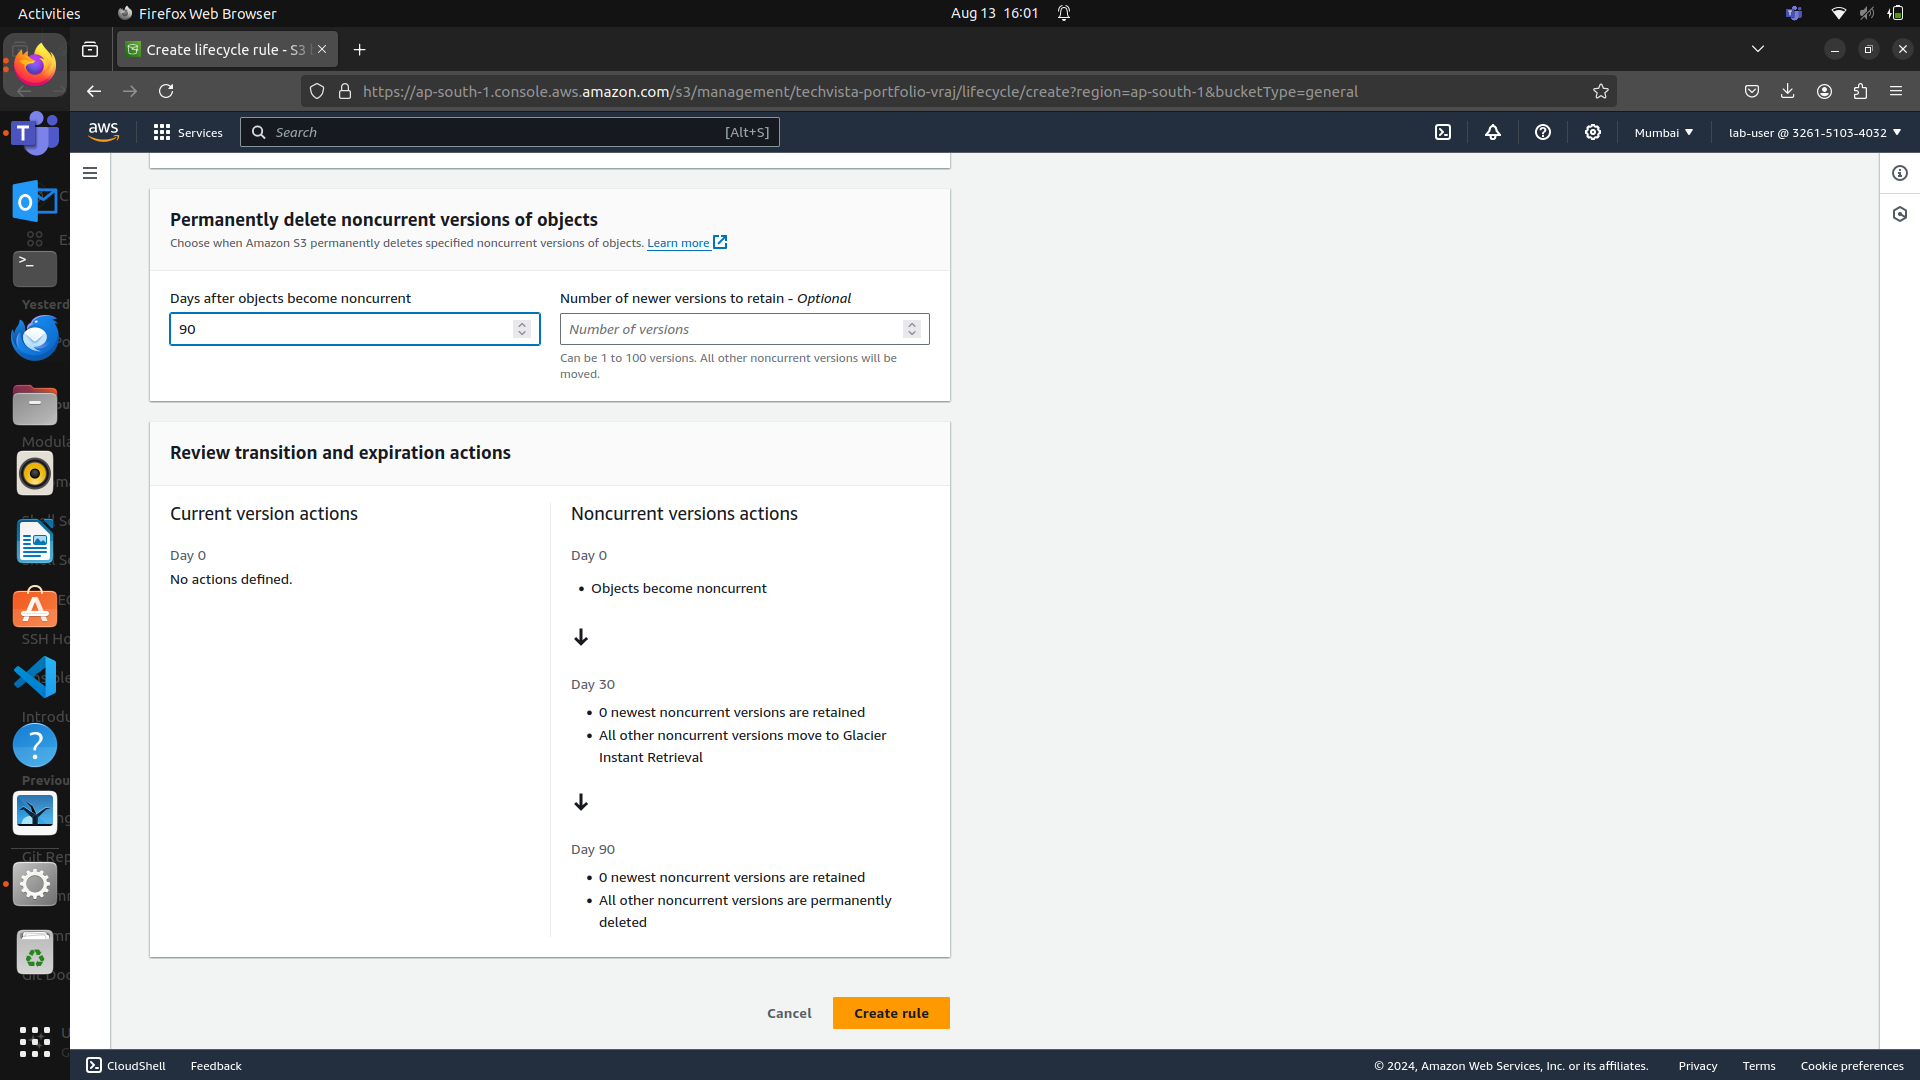 Activities
Firefox Web Browser
Aug 13 16:01
Create lifecycle rule - S3
https://ap-south-1.console.aws.amazon.com/s3/management/techvista-portfolio-vraj/lifecycle/create?region=ap-south-1&bucketType=general
aws
Services
Search
[Alt+S]
Mumbai
lab-user @ 3261-5103-4032
Permanently delete noncurrent versions of objects
Choose when Amazon S3 permanently deletes specified noncurrent versions of objects. Learn more
Days after objects become noncurrent
90
Number of newer versions to retain - Optional
Number of versions
Can be 1 to 100 versions. All other noncurrent versions will be
moved.
Review transition and expiration actions
Current version actions
Day 0
No actions defined.
Noncurrent versions actions
Day 0
Objects become noncurrent
Day 30
0 newest noncurrent versions are retained
All other noncurrent versions move to Glacier
Instant Retrieval
Day 90
0 newest noncurrent versions are retained
All other noncurrent versions are permanently
deleted
Cancel
Create rule
CloudShell
Feedback
© 2024, Amazon Web Services, Inc. or its affiliates.
Privacy
Terms
Cookie preferences